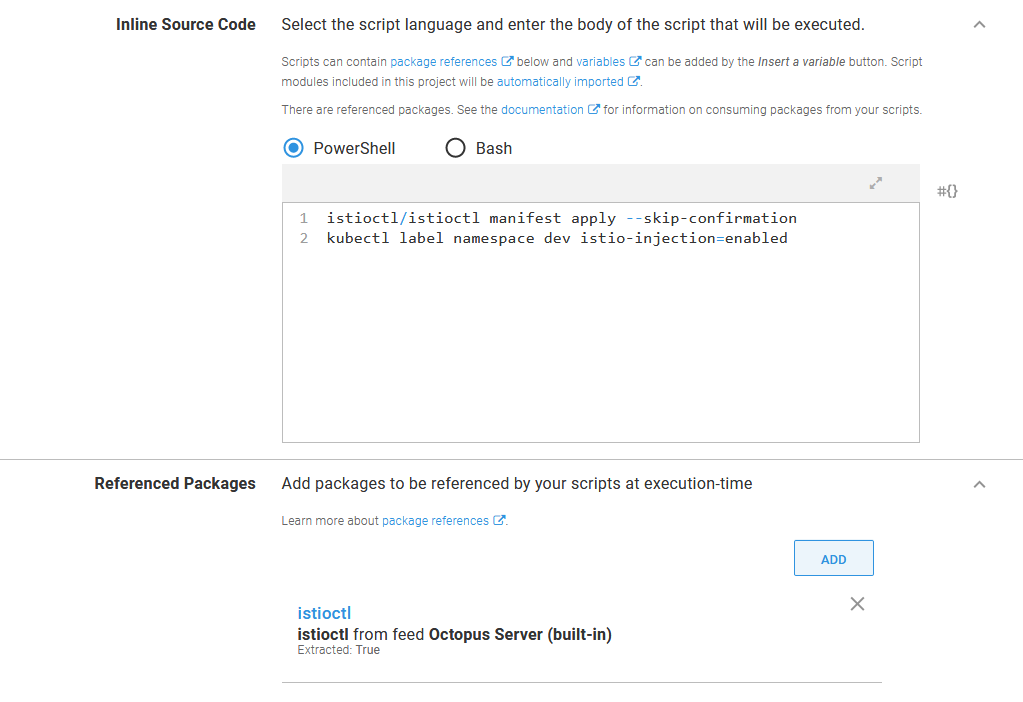 Inline Source Code Select the script language and enter the body of the script that will be executed.
Scripts can contain package references below and variables can be added by the Insert a variable button. Script
modules included in this project will be automatically imported .
There are referenced packages. See the documentation for information on consuming packages from your scripts.
PowerShell Bash
#{}
1 istioctl/istioctl manifest apply --skip-confirmation
2 kubectl label namespace dev istio-injection=enabled
Referenced Packages Add packages to be referenced by your scripts at execution-time
Learn more about package references .
ADD
istioctl
istioctl from feed Octopus Server (built-in)
Extracted: True